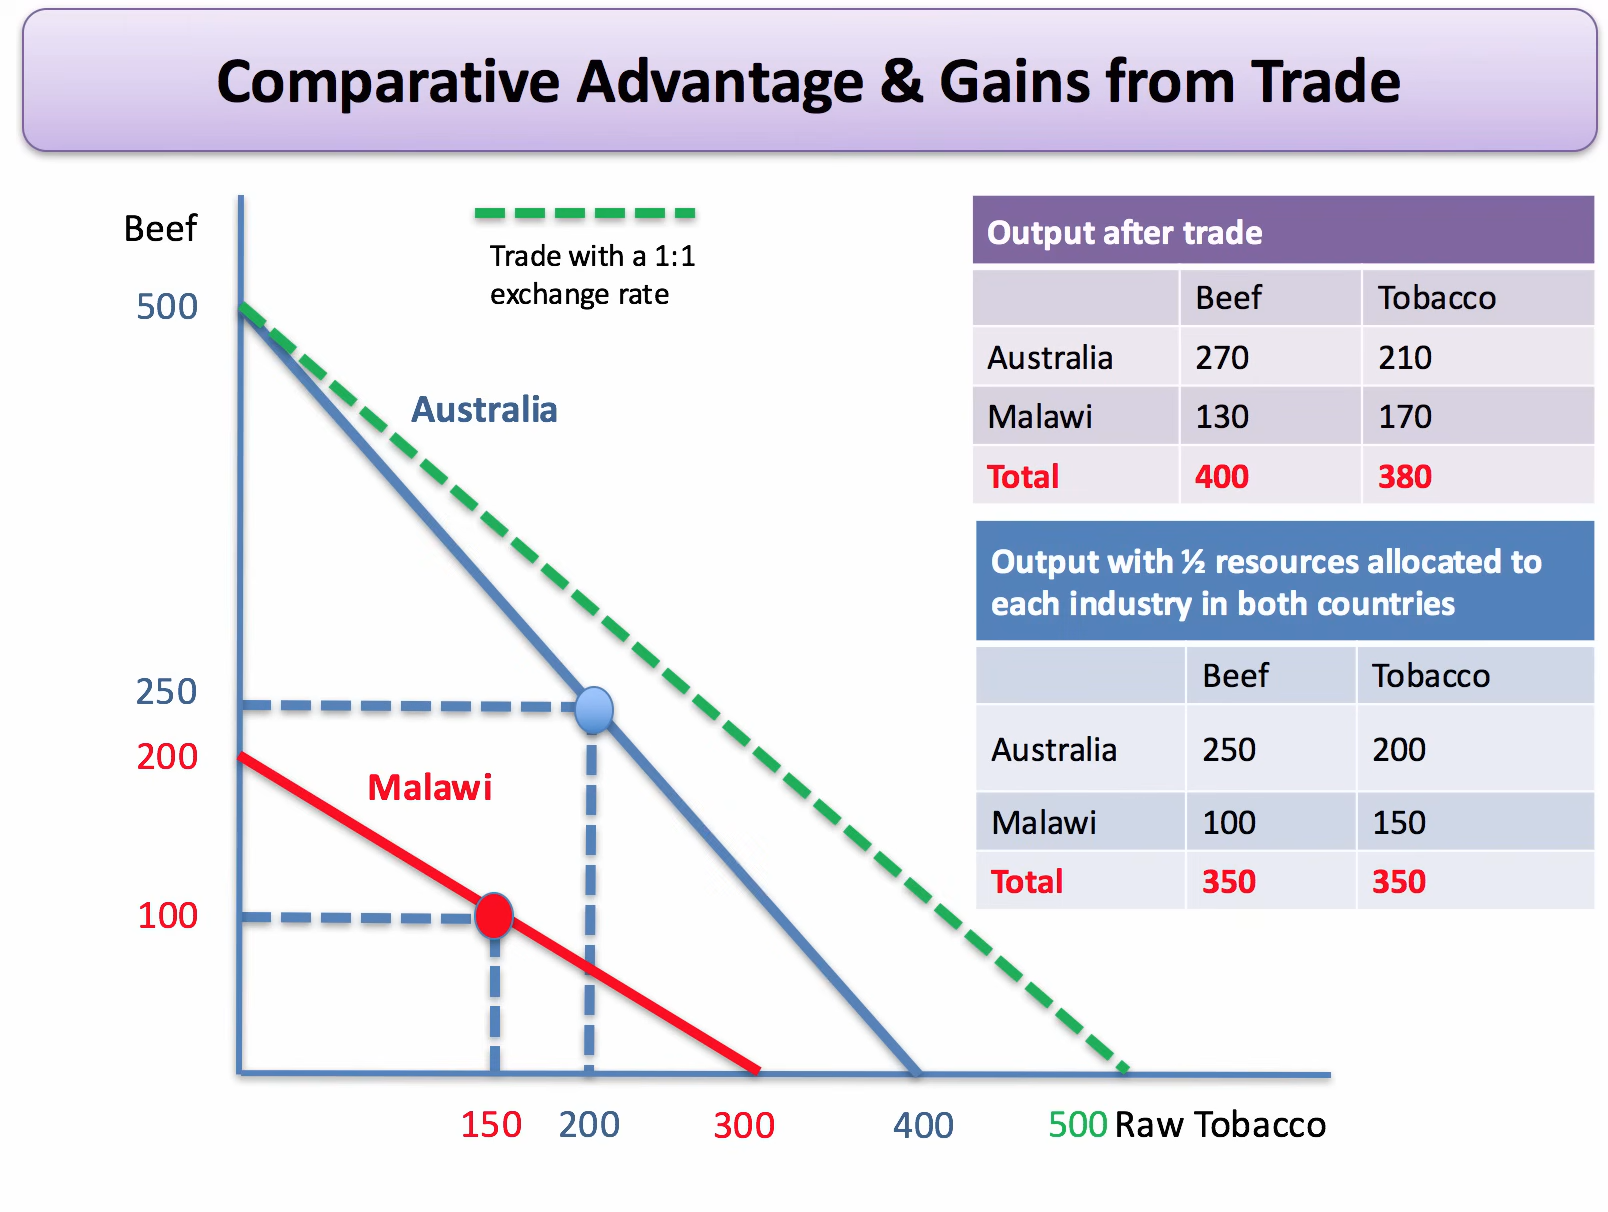 Comparative Advantage & Gains from Trade
Beef
500
250
200
100
Trade with a 1:1
exchange rate
Australia
Malawi
150 200 300 400 500 Raw Tobacco
Output after trade
Beef Tobacco
Australia 270 210
Malawi 130 170
Total 400 380
Output with ½ resources allocated to
each industry in both countries
Beef Tobacco
Australia 250 200
Malawi 100 150
Total 350 350